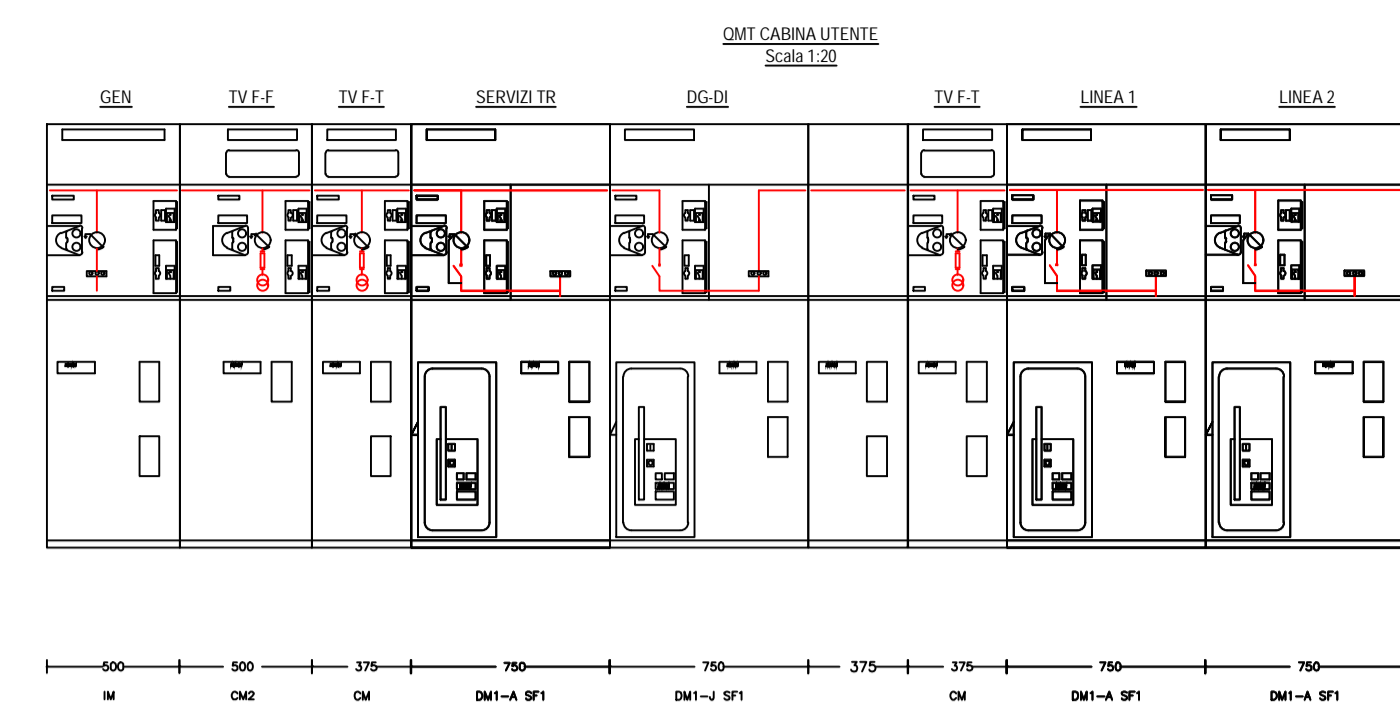 QMT CABINA UTENTE
Scala 1:20
GEN TV F-F TV F-T SERVIZI TR DG-DI TV F-T LINEA 1 LINEA 2
500 500 375 750 750 375 375 750 750
IM CM2 CM DM1-A SF1 DM1-J SF1 CM DM1-A SF1 DM1-A SF1